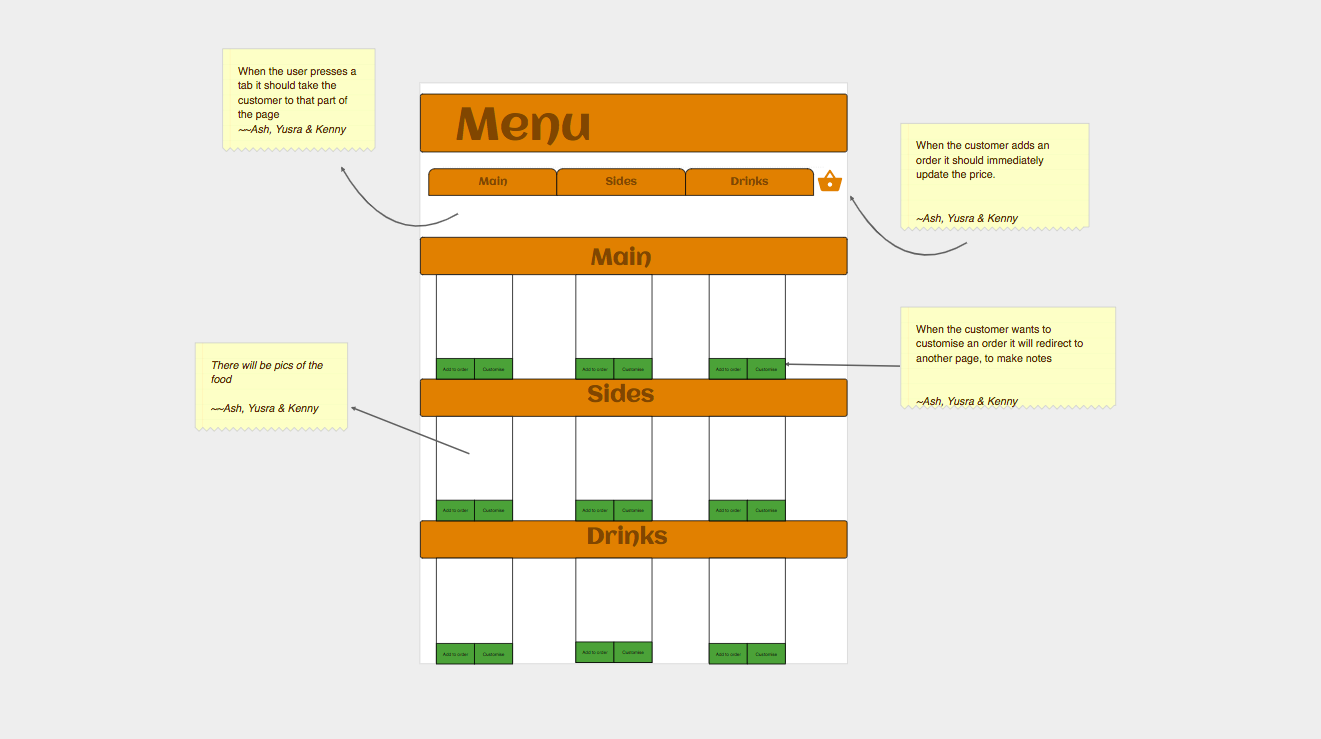 When the user presses a
tab it should take the
customer to that part of
the page
~~Ash, Yusra & Kenny
Menu
When the customer adds an
order it should immediately
update the price.
~Ash, Yusra & Kenny
Main
Sides
Drinks
Main
When the customer wants to
customise an order it will redirect to
another page, to make notes
~Ash, Yusra & Kenny
There will be pics of the
food
~~Ash, Yusra & Kenny
Add to order
Customise
Add to order
Customise
Add to order
Customise
Sides
Add to order
Customise
Add to order
Customise
Add to order
Customise
Drinks
Add to order
Customise
Add to order
Customise
Add to order
Customise